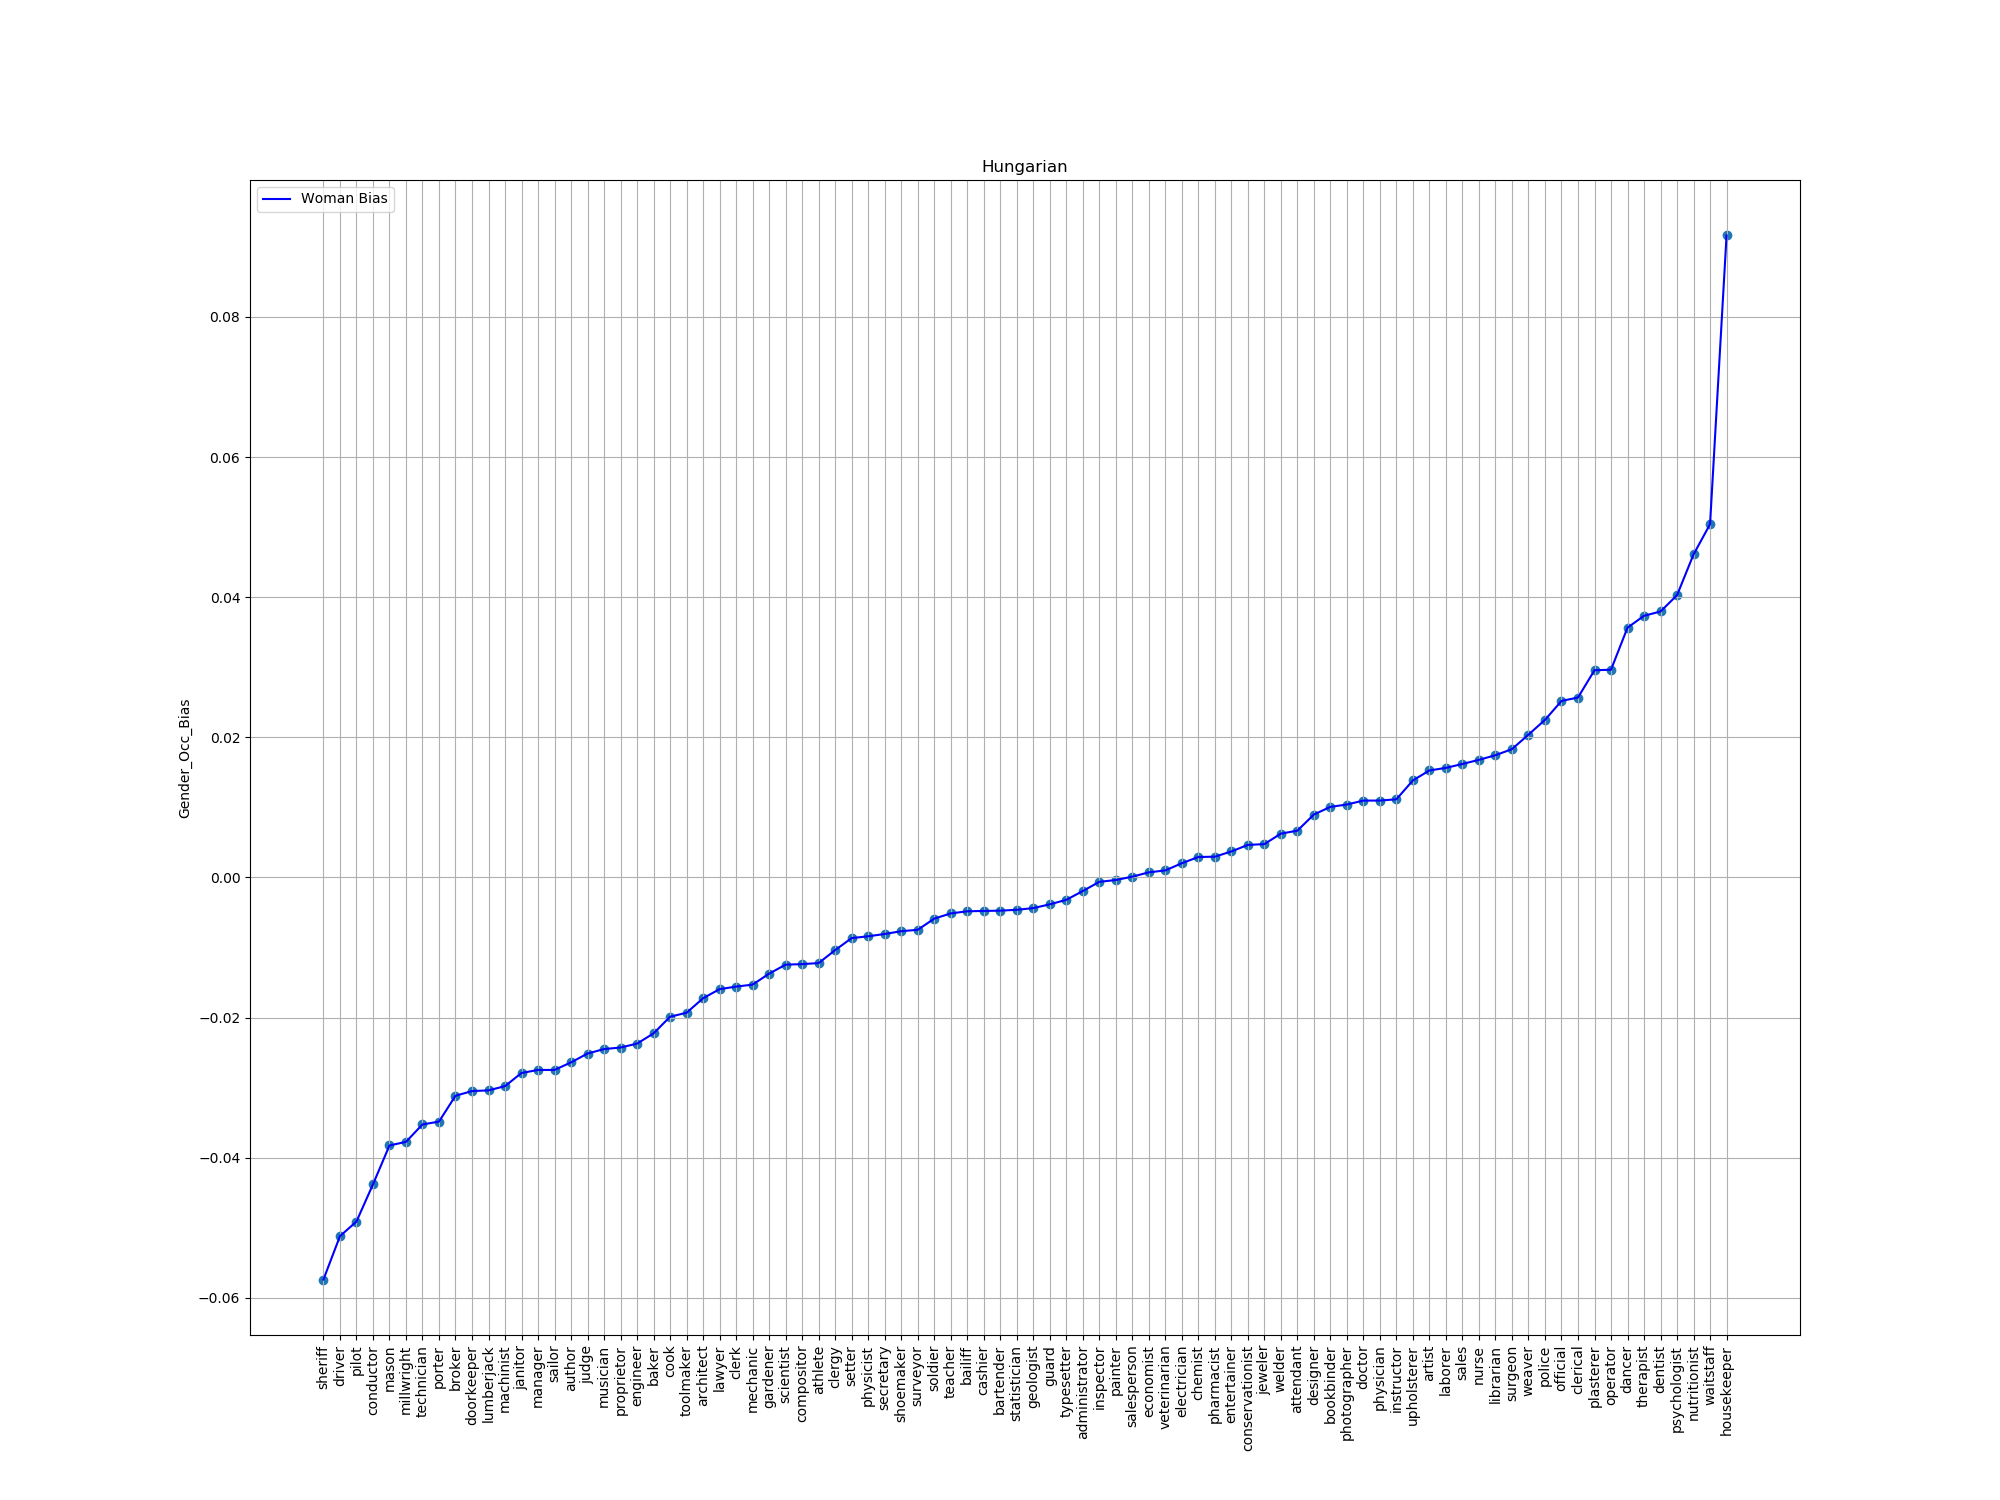 Hungarian
Woman Bias
Gender_Occ_Bias
0.08
0.06
0.04
0.02
0.00
−0.02
−0.04
−0.06
sheriff
driver
pilot
conductor
mason
millwright
technician
porter
broker
doorkeeper
lumberjack
machinist
janitor
manager
sailor
author
judge
musician
proprietor
engineer
baker
cook
toolmaker
architect
lawyer
clerk
mechanic
gardener
scientist
compositor
athlete
clergy
setter
physicist
secretary
shoemaker
surveyor
soldier
teacher
bailiff
cashier
bartender
statistician
geologist
guard
typesetter
administrator
inspector
painter
salesperson
economist
veterinarian
electrician
chemist
pharmacist
entertainer
conservationist
jeweler
welder
attendant
designer
bookbinder
photographer
doctor
physician
instructor
upholsterer
artist
laborer
sales
nurse
librarian
surgeon
weaver
police
official
clerical
plasterer
operator
dancer
therapist
dentist
psychologist
nutritionist
waitstaff
housekeeper